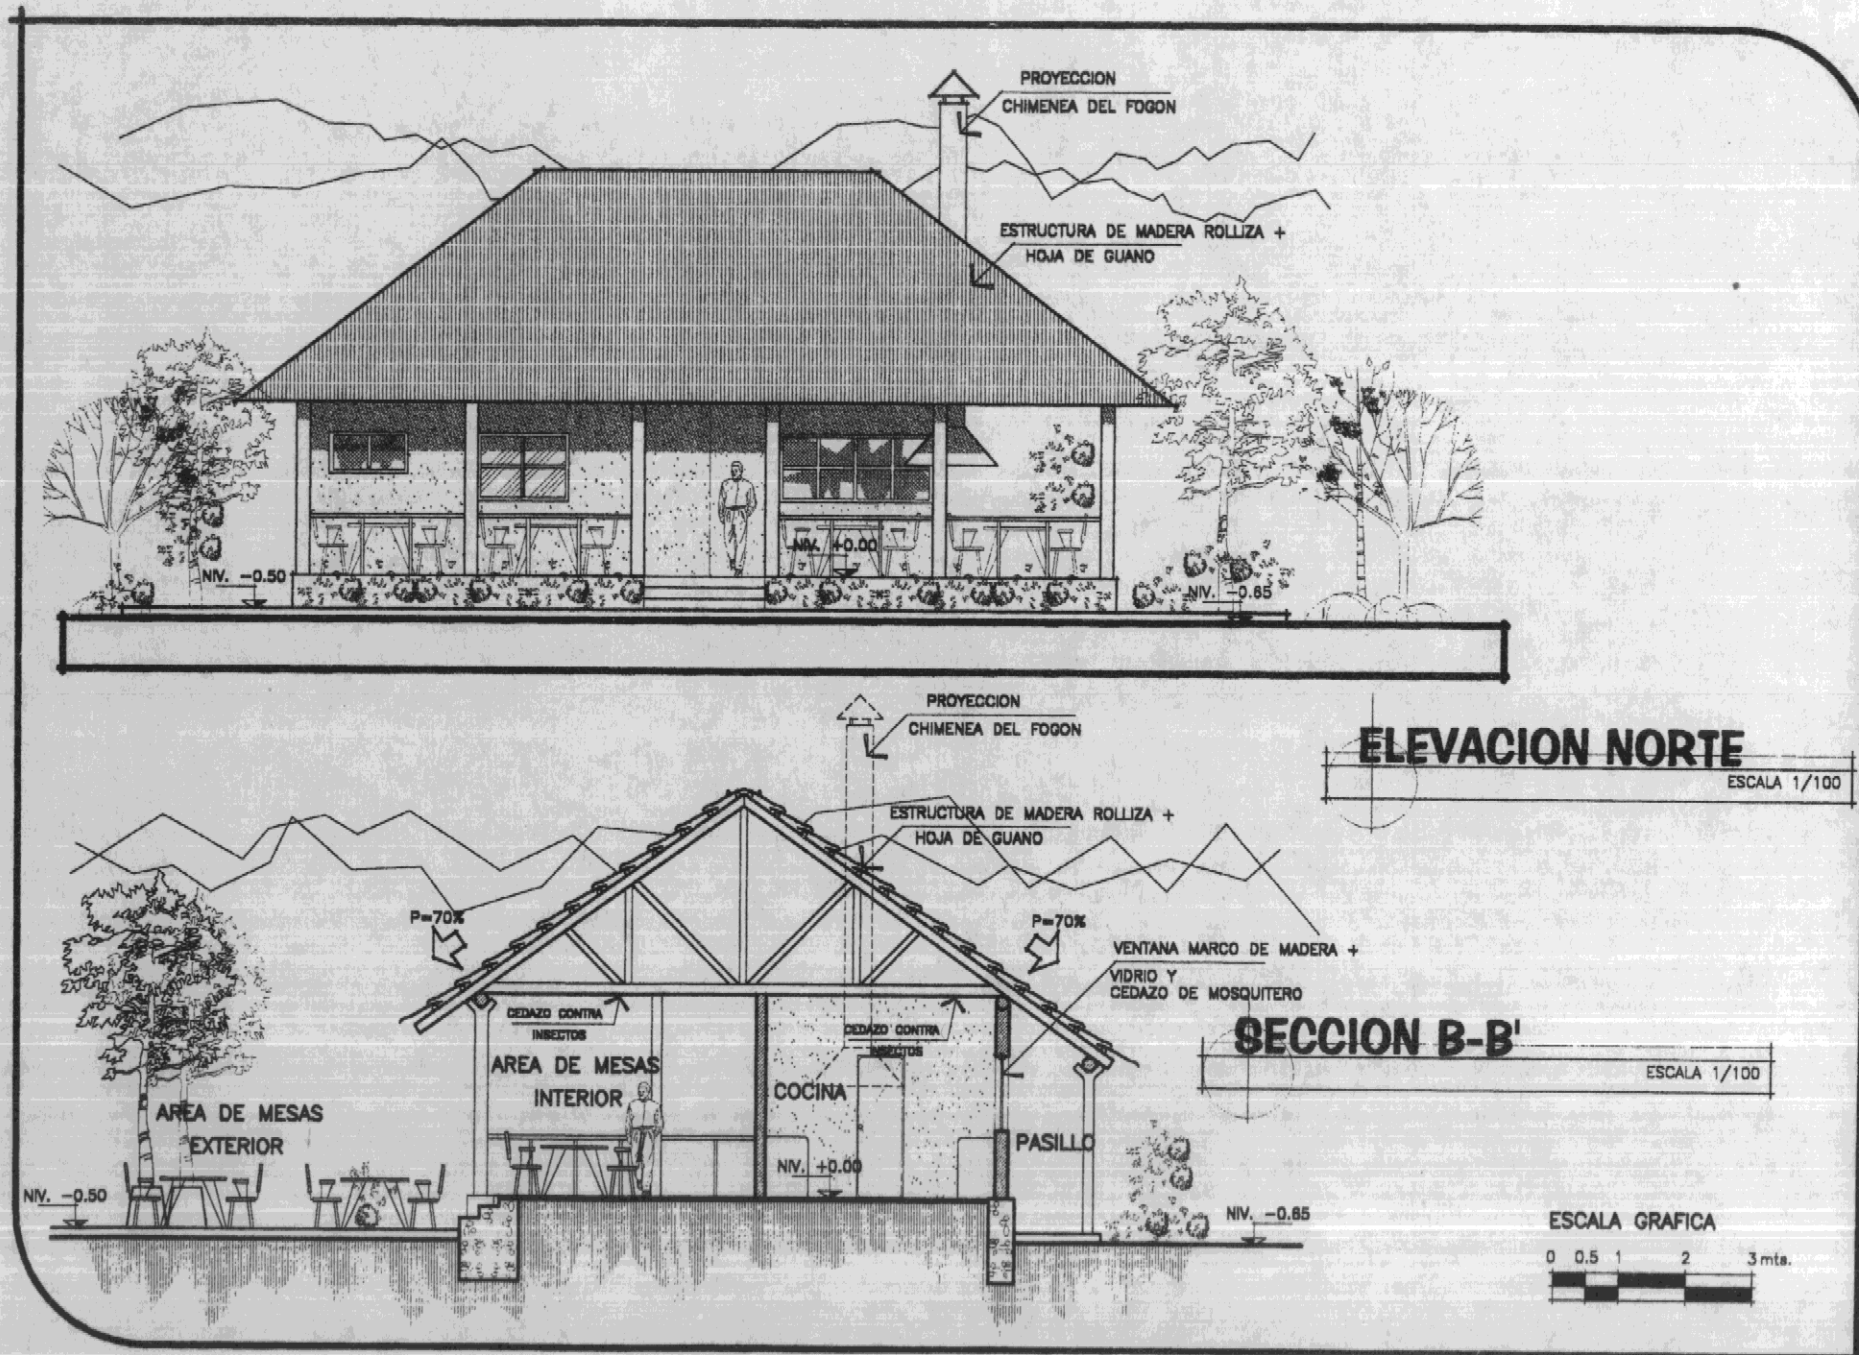 PROYECCION
CHIMENEA DEL FOGON
ESTRUCTURA DE MADERA ROLLIZA +
HOJA DE GUANO
NIV. +0.00
NIV. -0.50
NIV. -0.65
ELEVACION NORTE
ESCALA 1/100
PROYECCION
CHIMENEA DEL FOGON
ESTRUCTURA DE MADERA ROLLIZA +
HOJA DE GUANO
P=70%
P=70%
VENTANA MARCO DE MADERA +
VIDRIO Y
CEDAZO DE MOSQUITERO
CEDAZO CONTRA
INSECTOS
CEDAZO CONTRA
INSECTOS
SECCION B-B'
ESCALA 1/100
AREA DE MESAS
INTERIOR
COCINA
AREA DE MESAS
EXTERIOR
PASILLO
NIV. +0.00
NIV. -0.50
NIV. -0.65
ESCALA GRAFICA
0 0.5 1 2 3 mts.